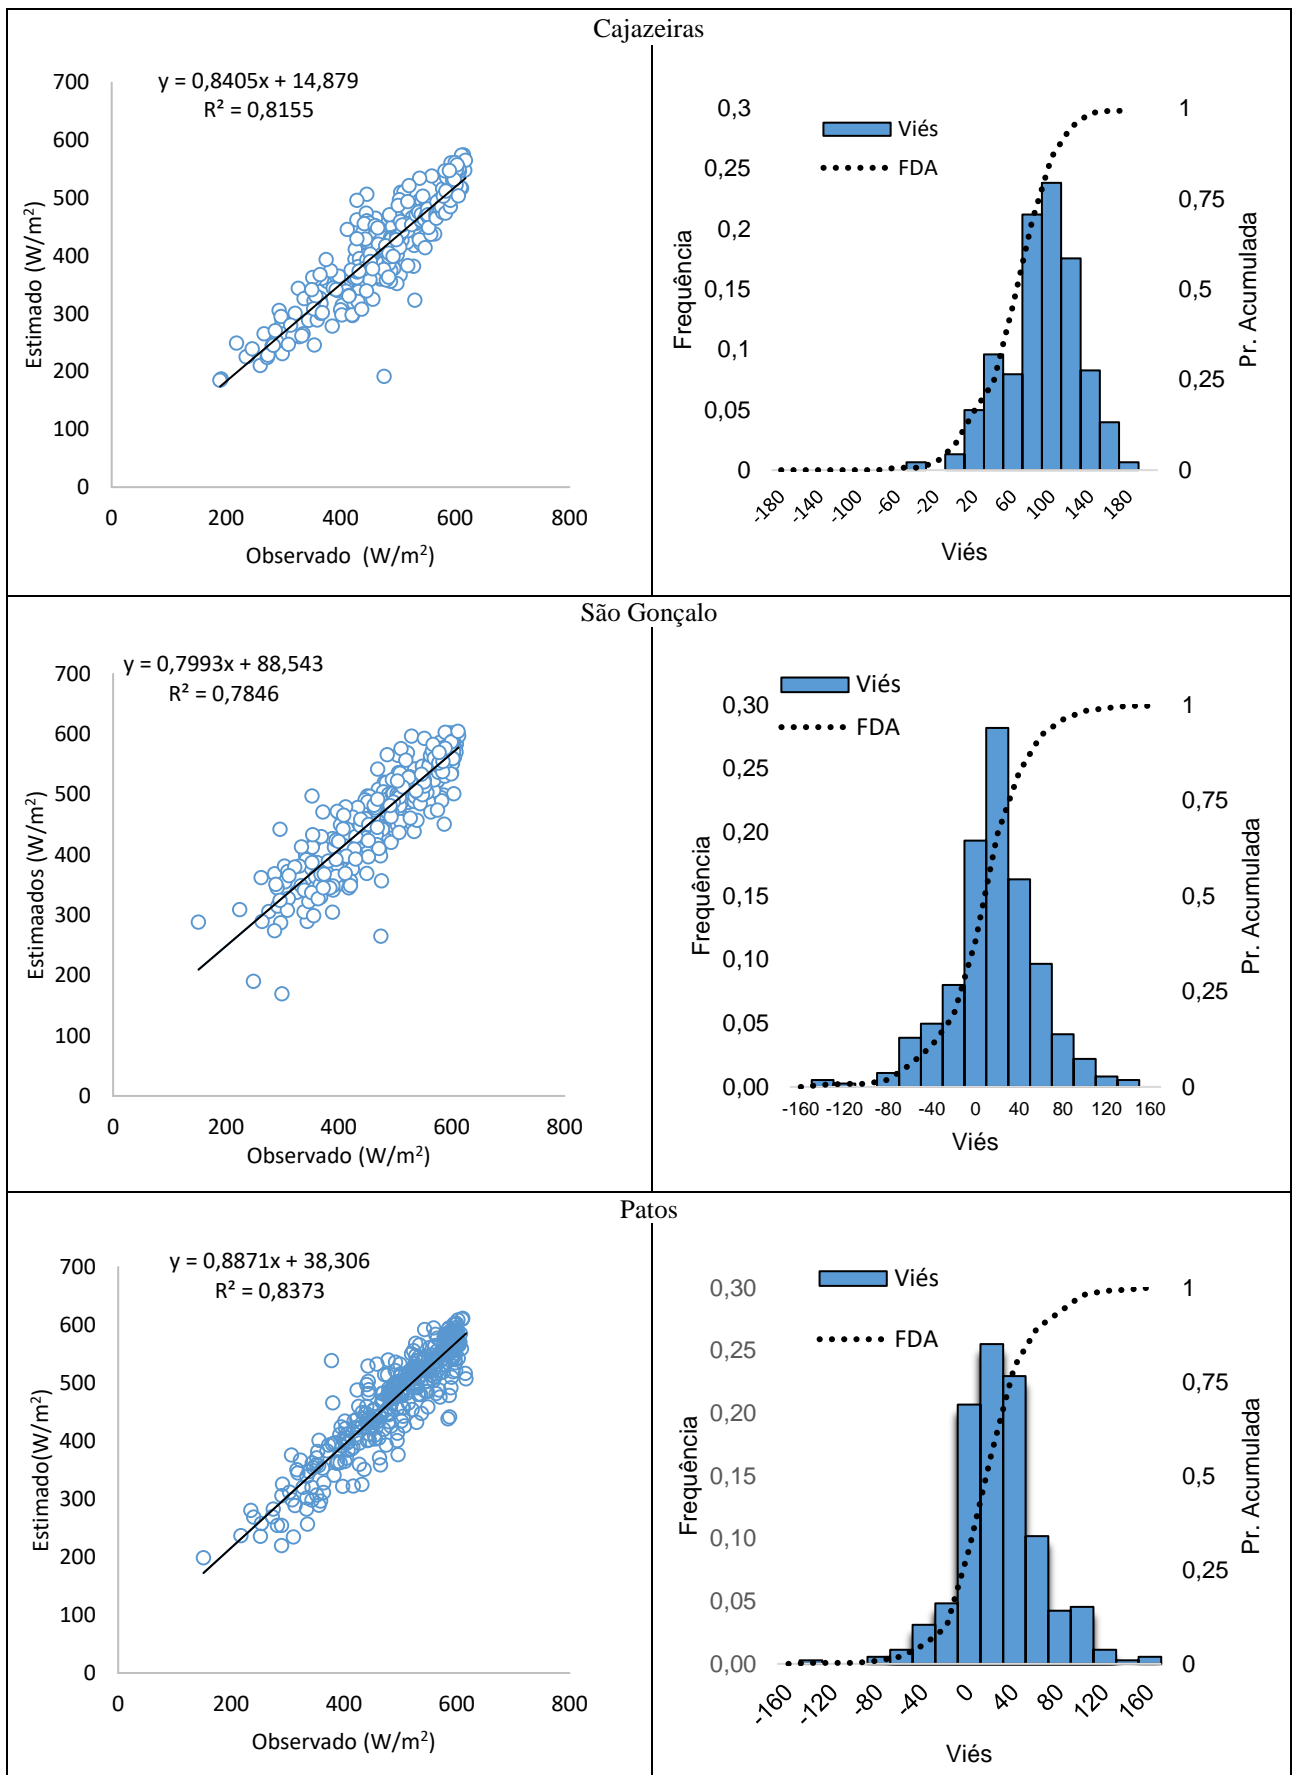 Cajazeiras
y = 0,8405x + 14,879
R² = 0,8155
700
600
500
400
300
200
100
0
0 200 400 600 800
Estimado (W/m²)
Observado (W/m²)
0,3
0,25
0,2
0,15
0,1
0,05
0
Viés
FDA
1
0,75
0,5
0,25
0
Frequência
Pr. Acumulada
-180 -140 -100 -60 -20 20 60 100 140 180
Viés
São Gonçalo
y = 0,7993x + 88,543
R² = 0,7846
700
600
500
400
300
200
100
0
0 200 400 600 800
Estimaados (W/m²)
Observado (W/m²)
Viés
FDA
0,30
0,25
0,20
0,15
0,10
0,05
0,00
1
0,75
0,5
0,25
0
Frequência
Pr. Acumulada
-160 -120 -80 -40 0 40 80 120 160
Viés
Patos
y = 0,8871x + 38,306
R² = 0,8373
700
600
500
400
300
200
100
0
0 200 400 600 800
Estimado(W/m²)
Observado (W/m²)
Viés
FDA
0,30
0,25
0,20
0,15
0,10
0,05
0,00
1
0,75
0,5
0,25
0
Frequência
Pr. Acumulada
-160 -120 -80 -40 0 40 80 120 160
Viés